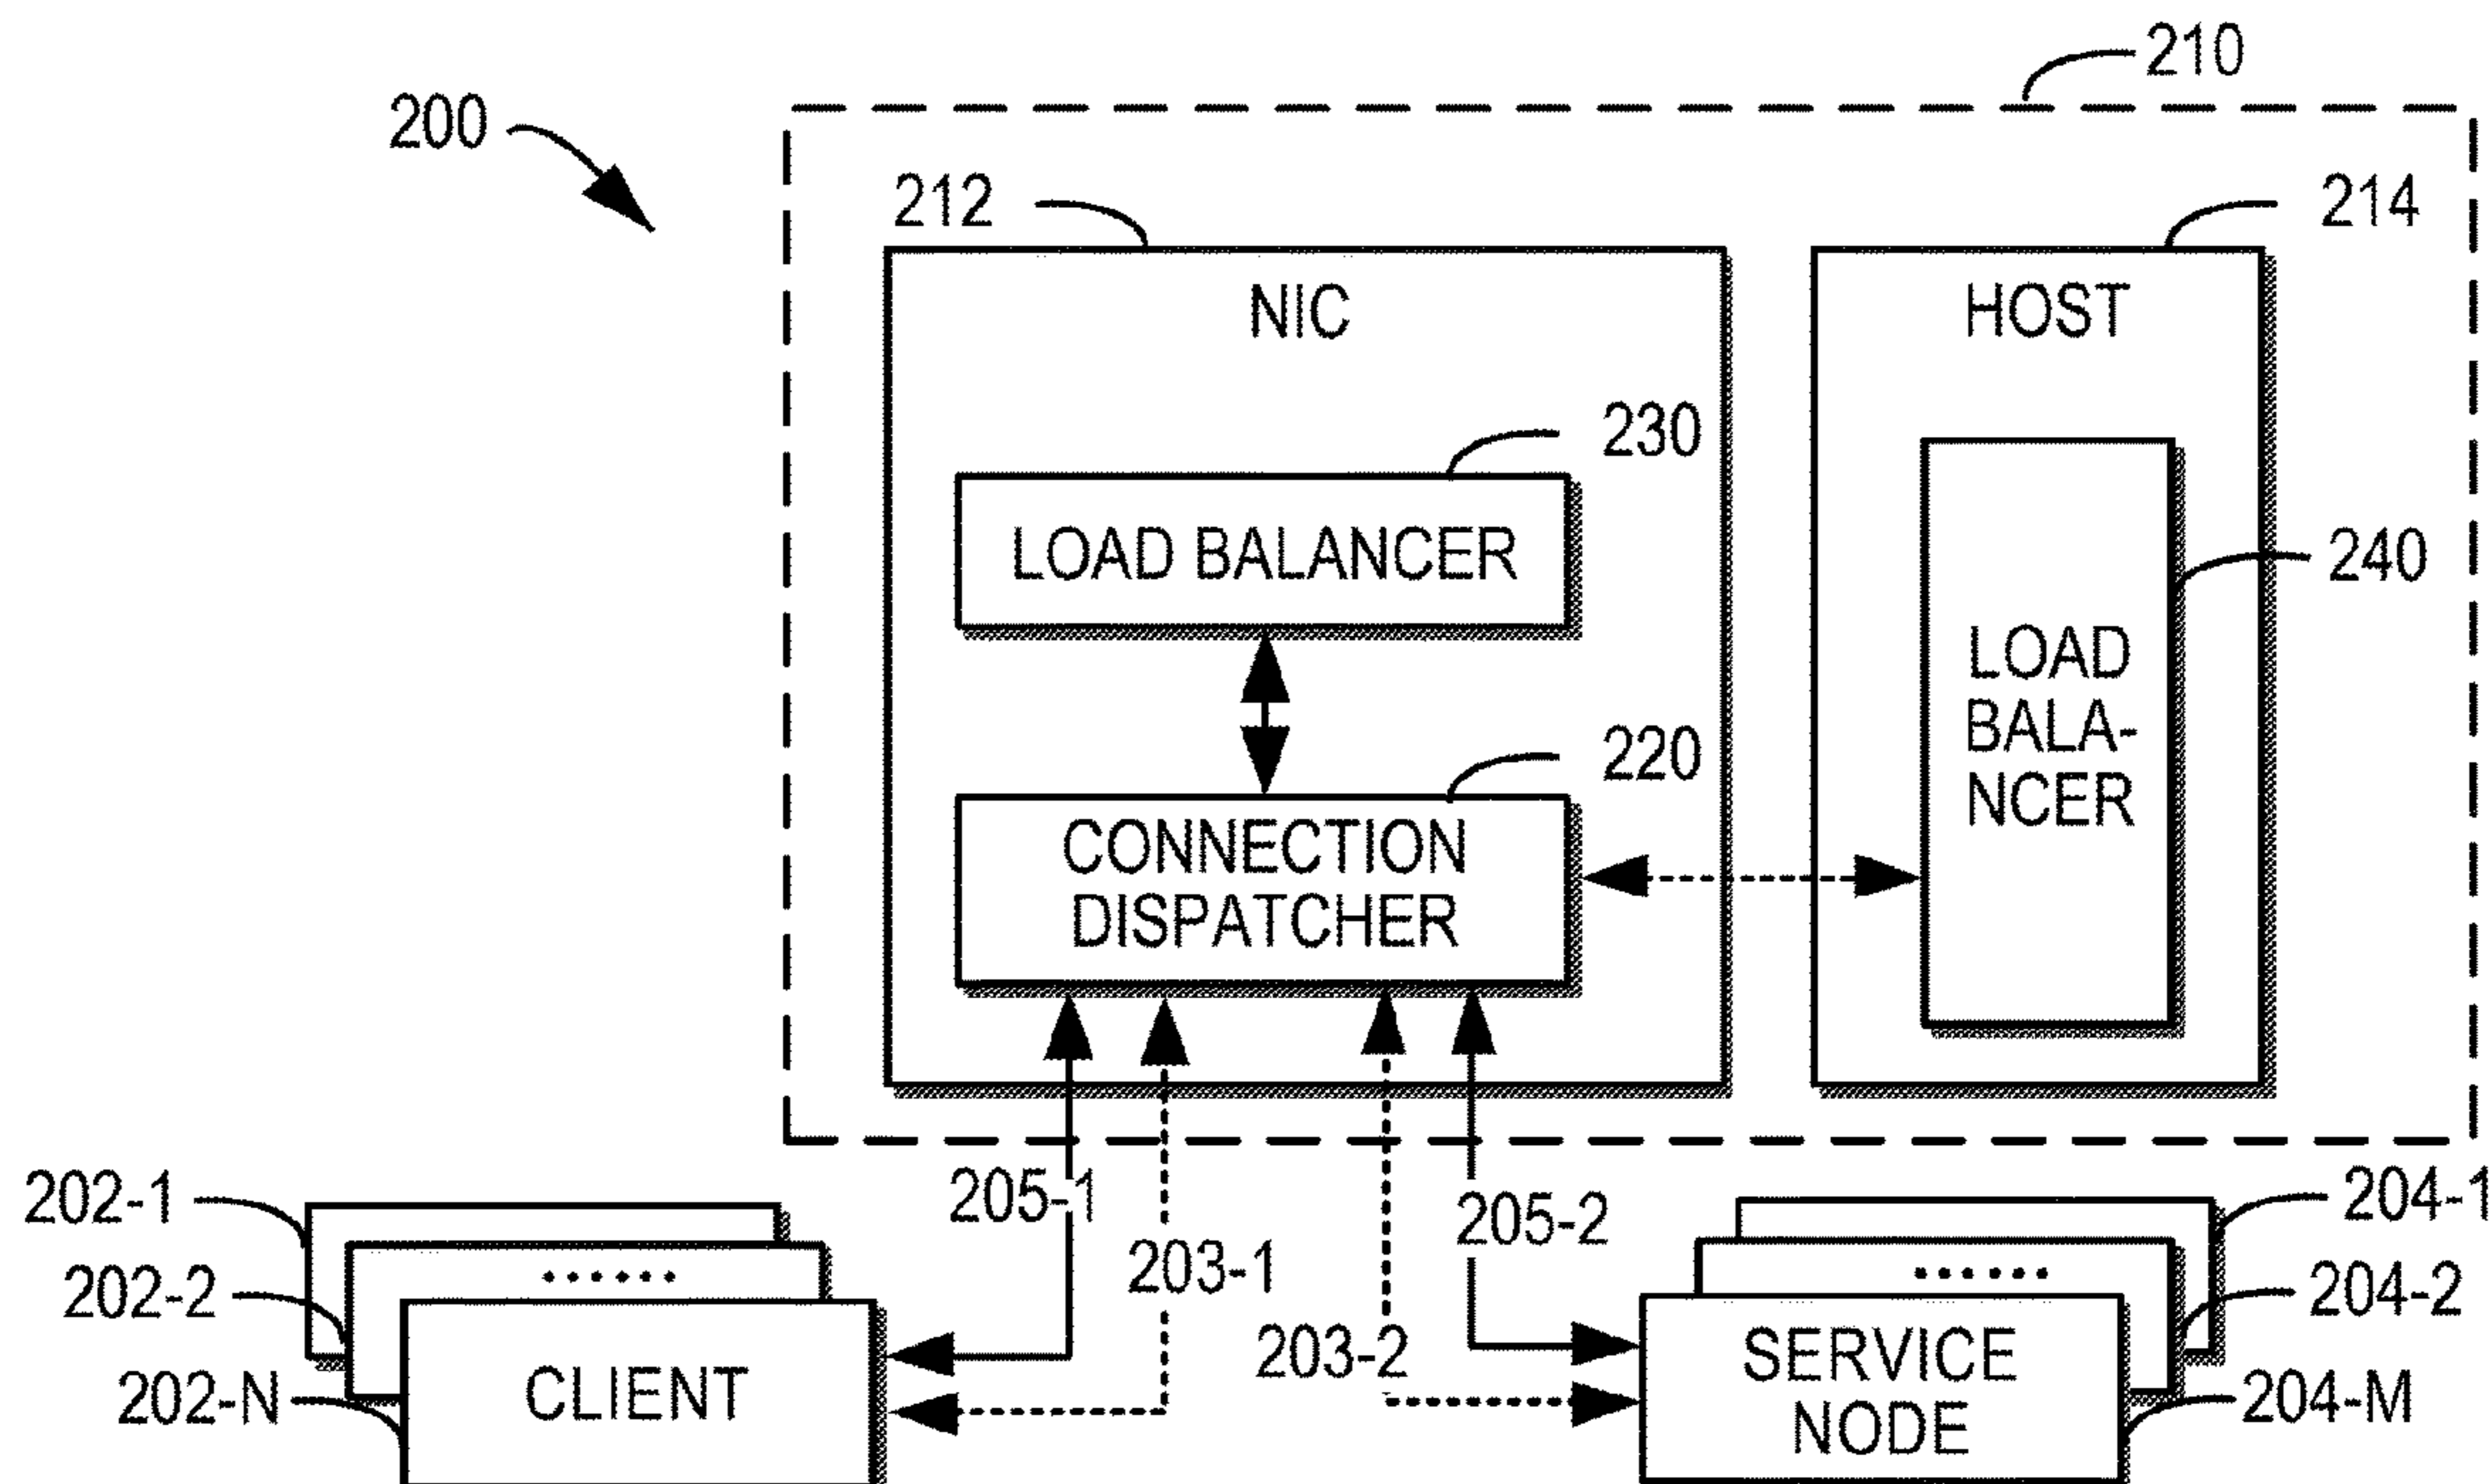 210
200
212
214
NIC
HOST
230
LOAD BALANCER
240
LOAD
BALA-
NCER
220
CONNECTION
DISPATCHER
202-1
205-1
205-2
204-1
202-2
......
203-1
......
204-2
203-2
202-N
CLIENT
SERVICE
NODE
204-M